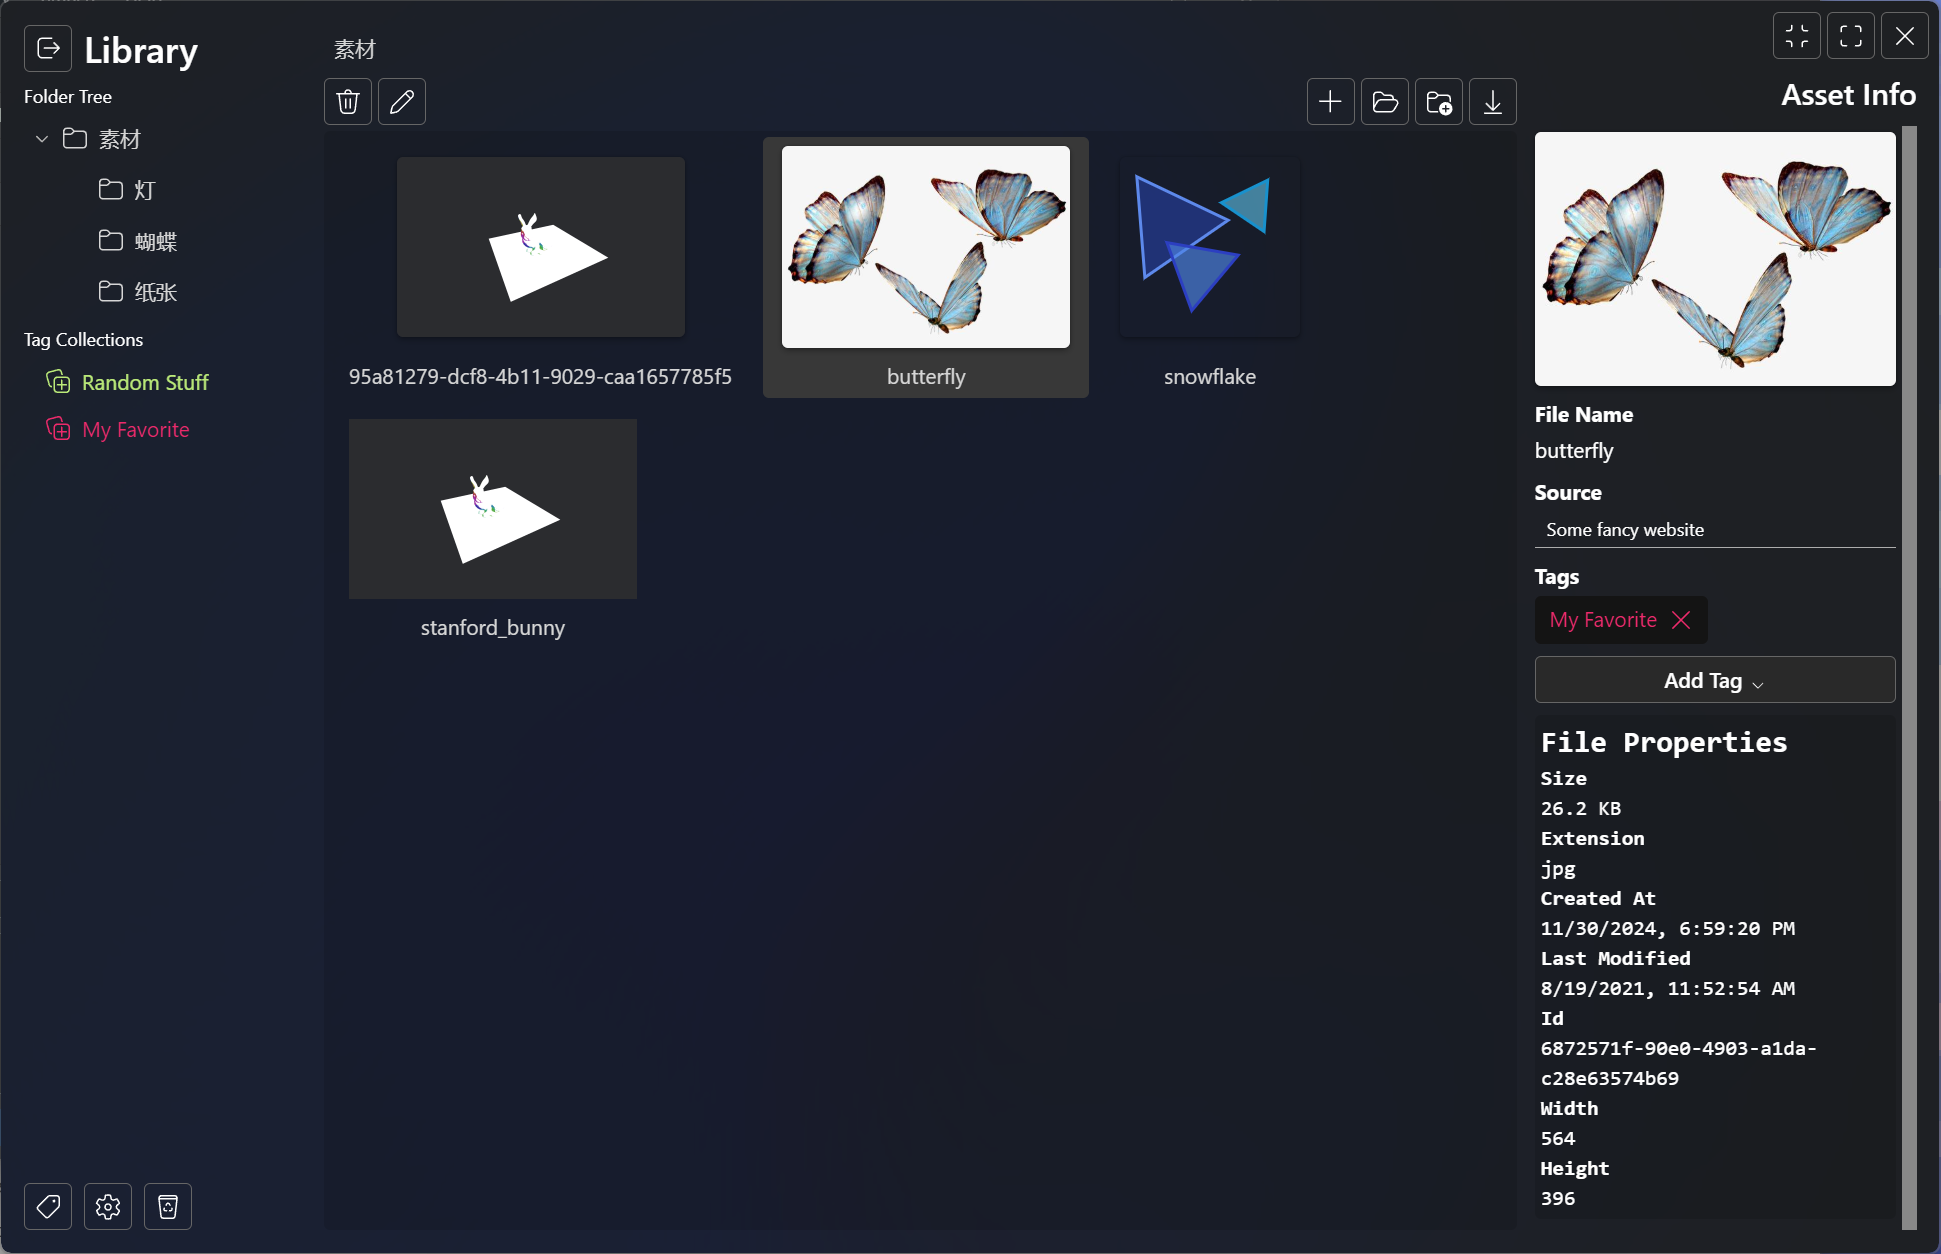 Library
Folder Tree
素材
灯
蝴蝶
纸张
Tag Collections
Random Stuff
My Favorite
素材
95a81279-dcf8-4b11-9029-caa1657785f5
butterfly
snowflake
stanford_bunny
Asset Info
File Name
butterfly
Source
Some fancy website
Tags
My Favorite
Add Tag
File Properties
Size
26.2 KB
Extension
jpg
Created At
11/30/2024, 6:59:20 PM
Last Modified
8/19/2021, 11:52:54 AM
Id
6872571f-90e0-4903-a1da-
c28e63574b69
Width
564
Height
396